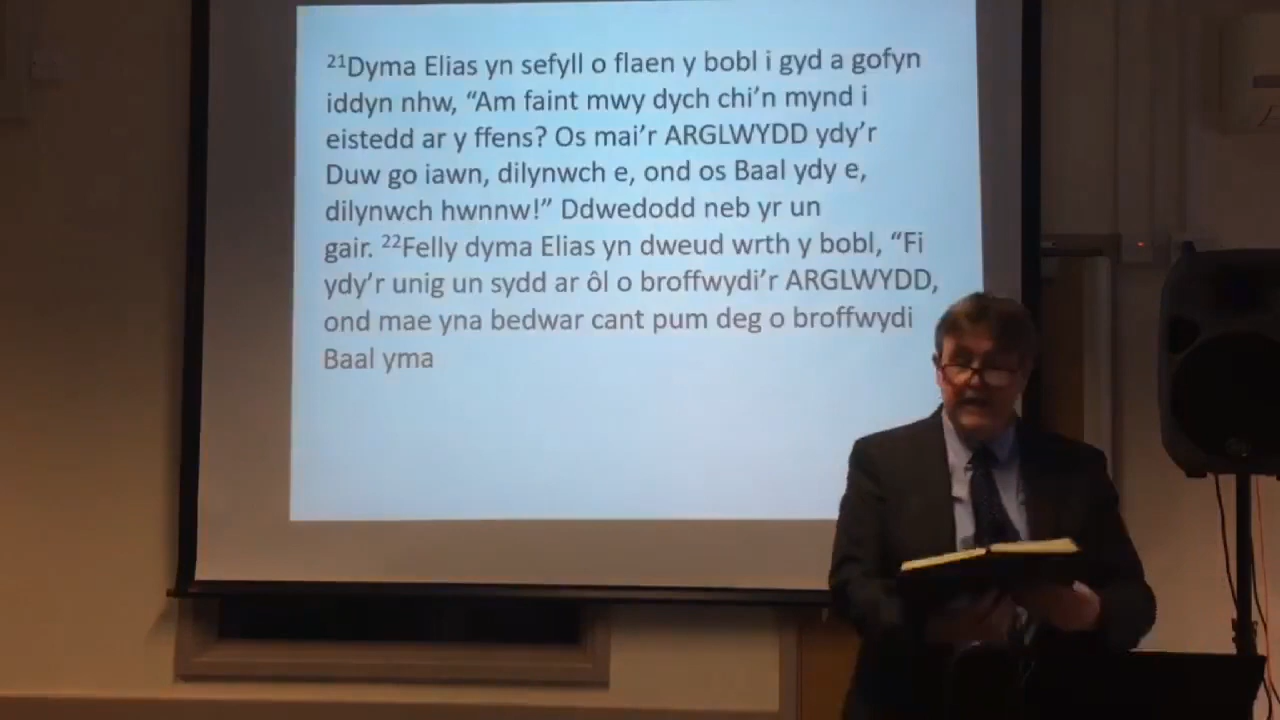 ²¹Dyma Elias yn sefyll o flaen y bobl i gyd a gofyn
iddyn nhw, “Am faint mwy dych chi’n mynd i
eistedd ar y ffens? Os mai’r ARGLWYDD ydy’r
Duw go iawn, dilynwch e, ond os Baal ydy e,
dilynwch hwnnw!” Ddwedodd neb yr un
gair. ²²Felly dyma Elias yn dweud wrth y bobl, “Fi
ydy’r unig un sydd ar ôl o broffwydi’r ARGLWYDD,
ond mae yna bedwar cant pum deg o broffwydi
Baal yma